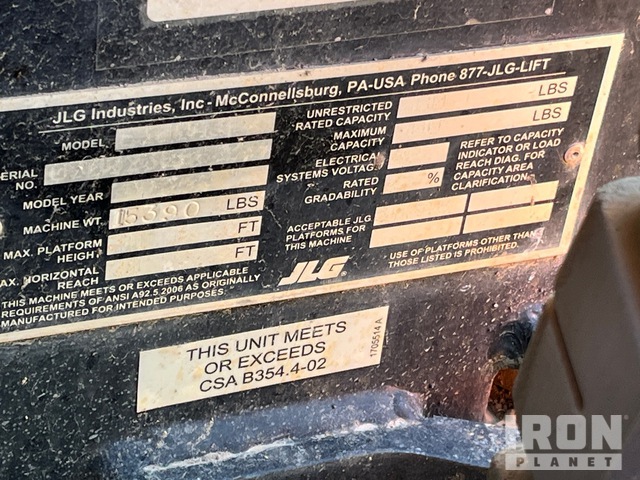 JLG Industries, Inc - McConnellsburg, PA-USA Phone 877-JLG-LIFT
MODEL
SERIAL NO.
MODEL YEAR
MACHINE WT. 15390 LBS
MAX. PLATFORM HEIGHT FT
MAX. HORIZONTAL REACH FT
THIS MACHINE MEETS OR EXCEEDS APPLICABLE
REQUIREMENTS OF ANSI A92.5.2006 AS ORIGINALLY
MANUFACTURED FOR INTENDED PURPOSES.
UNRESTRICTED
RATED CAPACITY LBS
MAXIMUM
CAPACITY LBS
ELECTRICAL
SYSTEMS VOLTAGE
RATED
GRADABILITY %
REFER TO CAPACITY
INDICATOR OR LOAD
REACH DIAG. FOR
CAPACITY AREA
CLARIFICATION.
ACCEPTABLE JLG
PLATFORMS FOR
THIS MACHINE
USE OF PLATFORMS OTHER THAN
THOSE LISTED IS PROHIBITED.
JLG
THIS UNIT MEETS
OR EXCEEDS
CSA B354.4-02
1705514 A
IRON
PLANET